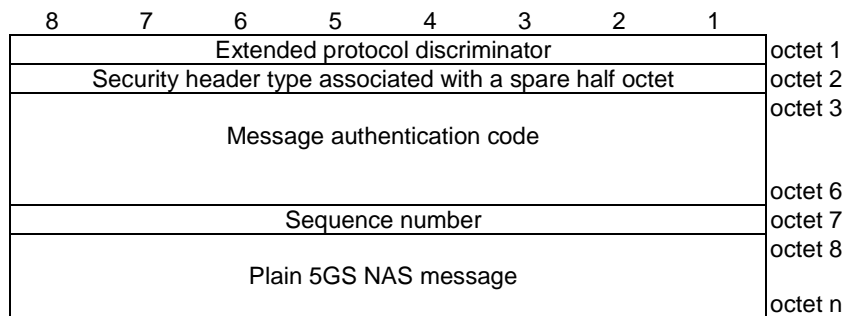 8 7 6 5 4 3 2 1
Extended protocol discriminator octet 1
Security header type associated with a spare half octet octet 2
octet 3
Message authentication code
octet 6
Sequence number octet 7
octet 8
Plain 5GS NAS message
octet n